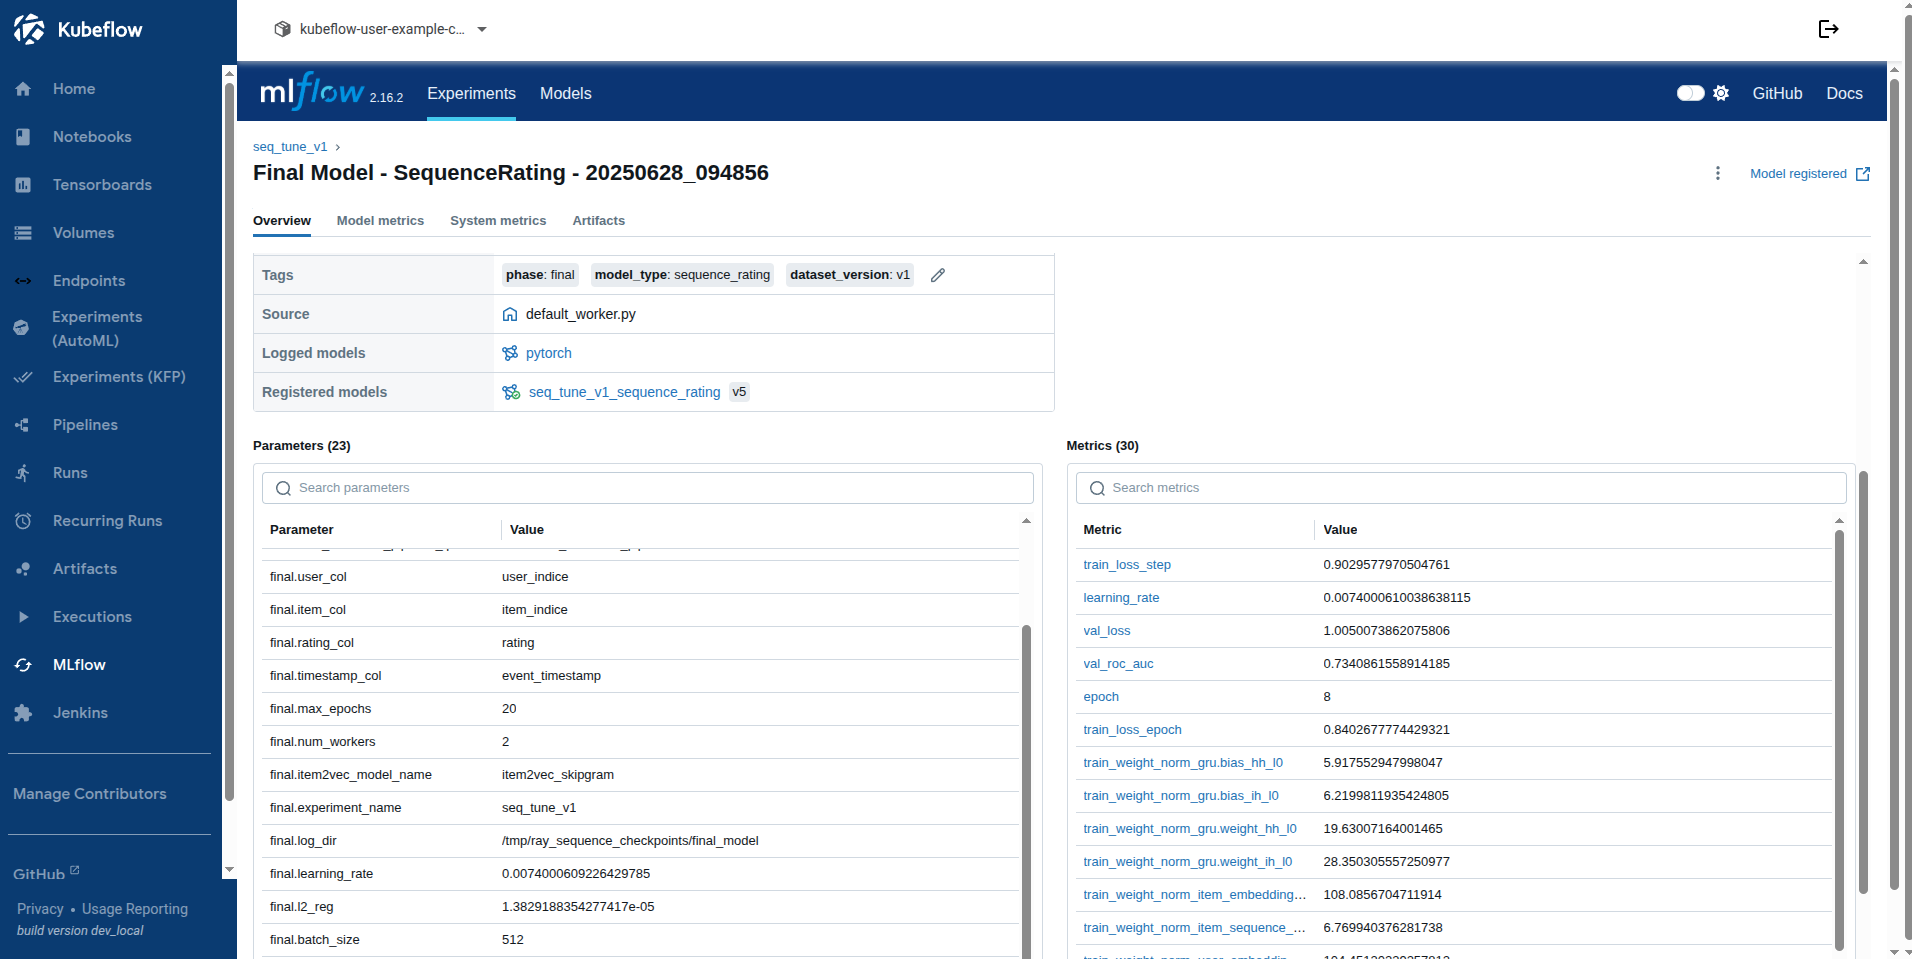 Kubeflow
kubeflow-user-example-c...
Home
Notebooks
Tensorboards
Volumes
Endpoints
Experiments
(AutoML)
Experiments (KFP)
Pipelines
Runs
Recurring Runs
Artifacts
Executions
MLflow
Jenkins
Manage Contributors
GitHub
Privacy • Usage Reporting
build version dev_local
mlflow 2.16.2 Experiments Models GitHub Docs
seq_tune_v1 ›
Final Model - SequenceRating - 20250628_094856
Model registered
Overview Model metrics System metrics Artifacts
Tags phase: final model_type: sequence_rating dataset_version: v1
Source default_worker.py
Logged models pytorch
Registered models seq_tune_v1_sequence_rating v5
Parameters (23)
Search parameters
Parameter Value
final.user_col user_indice
final.item_col item_indice
final.rating_col rating
final.timestamp_col event_timestamp
final.max_epochs 20
final.num_workers 2
final.item2vec_model_name item2vec_skipgram
final.experiment_name seq_tune_v1
final.log_dir /tmp/ray_sequence_checkpoints/final_model
final.learning_rate 0.0074000609226429785
final.l2_reg 1.3829188354277417e-05
final.batch_size 512
Metrics (30)
Search metrics
Metric Value
train_loss_step 0.9029577970504761
learning_rate 0.0074000610038638115
val_loss 1.0050073862075806
val_roc_auc 0.7340861558914185
epoch 8
train_loss_epoch 0.8402677774429321
train_weight_norm_gru.bias_hh_l0 5.917552947998047
train_weight_norm_gru.bias_ih_l0 6.2199811935424805
train_weight_norm_gru.weight_hh_l0 19.63007164001465
train_weight_norm_gru.weight_ih_l0 28.350305557250977
train_weight_norm_item_embedding... 108.0856704711914
train_weight_norm_item_sequence_... 6.769940376281738